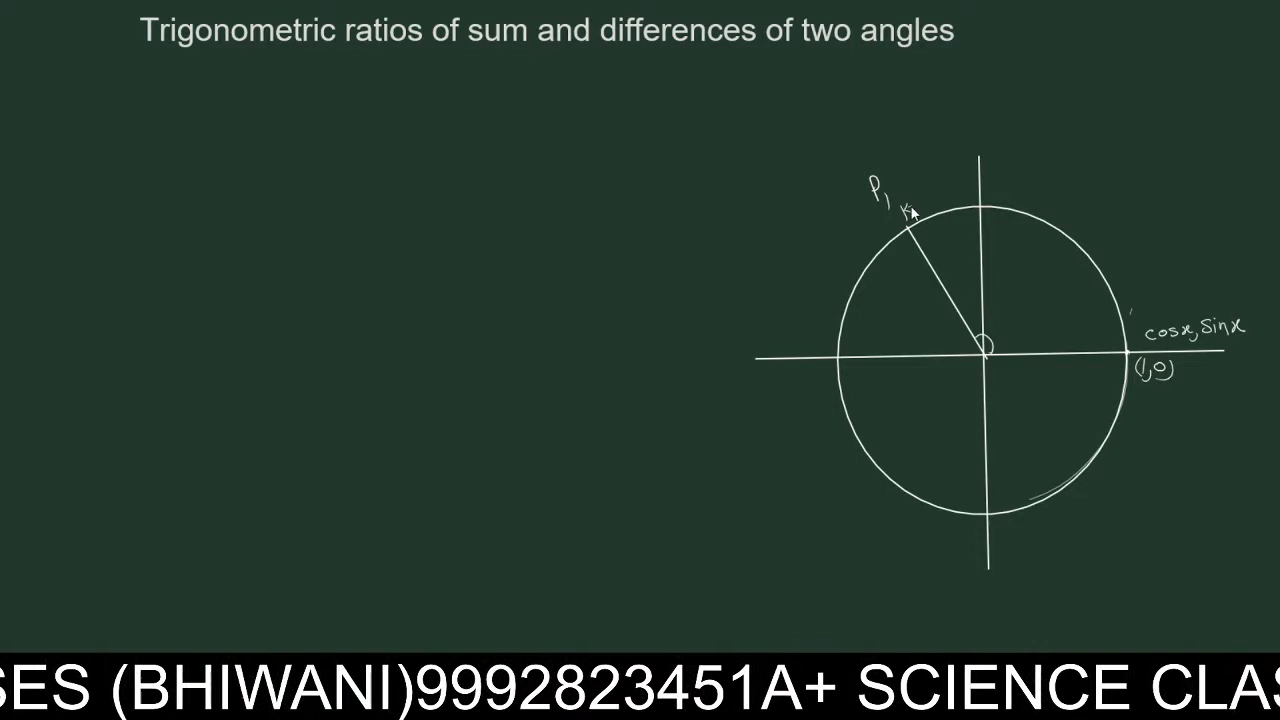 Trigonometric ratios of sum and differences of two angles
P1
cosx, sinx
(1,0)
SES (BHIWANI)9992823451A+ SCIENCE CLAS